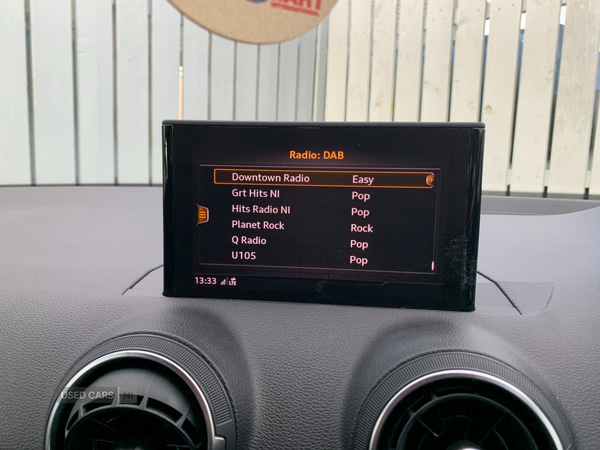 Radio: DAB
Downtown Radio Easy
Grt Hits NI Pop
Hits Radio NI Pop
Planet Rock Rock
Q Radio Pop
U105 Pop
13:33 LTE
USED CARS NI